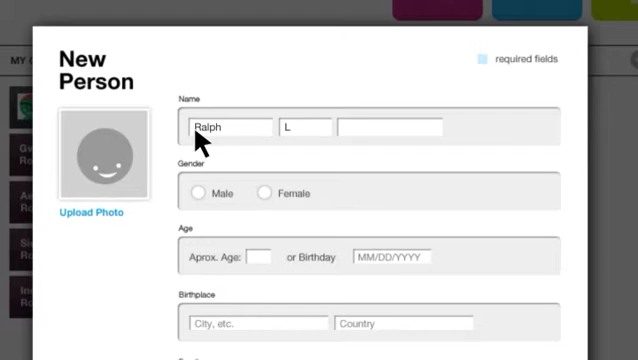 MY
New
Person
required fields
Name
Ralph L
Gender
Male Female
Upload Photo
Age
Aprox. Age: or Birthday MM/DD/YYYY
Birthplace
City, etc. Country